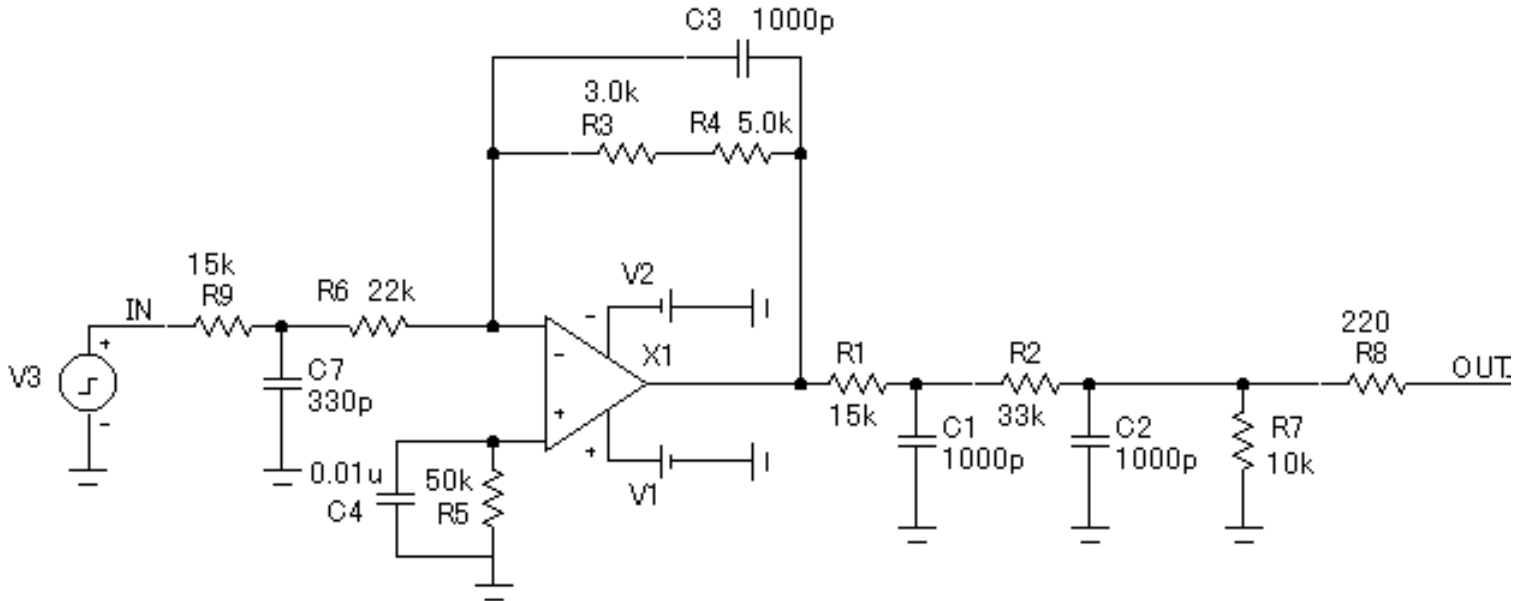 C3 1000p
3.0k
R3 R4 5.0k
15k
R9
IN
R6 22k
V2
-
X1
-
+
V3
+
-
C7
330p
0.01u
C4
50k
R5
+
V1
R1
15k
C1
1000p
R2
33k
C2
1000p
R7
10k
220
R8
OUT